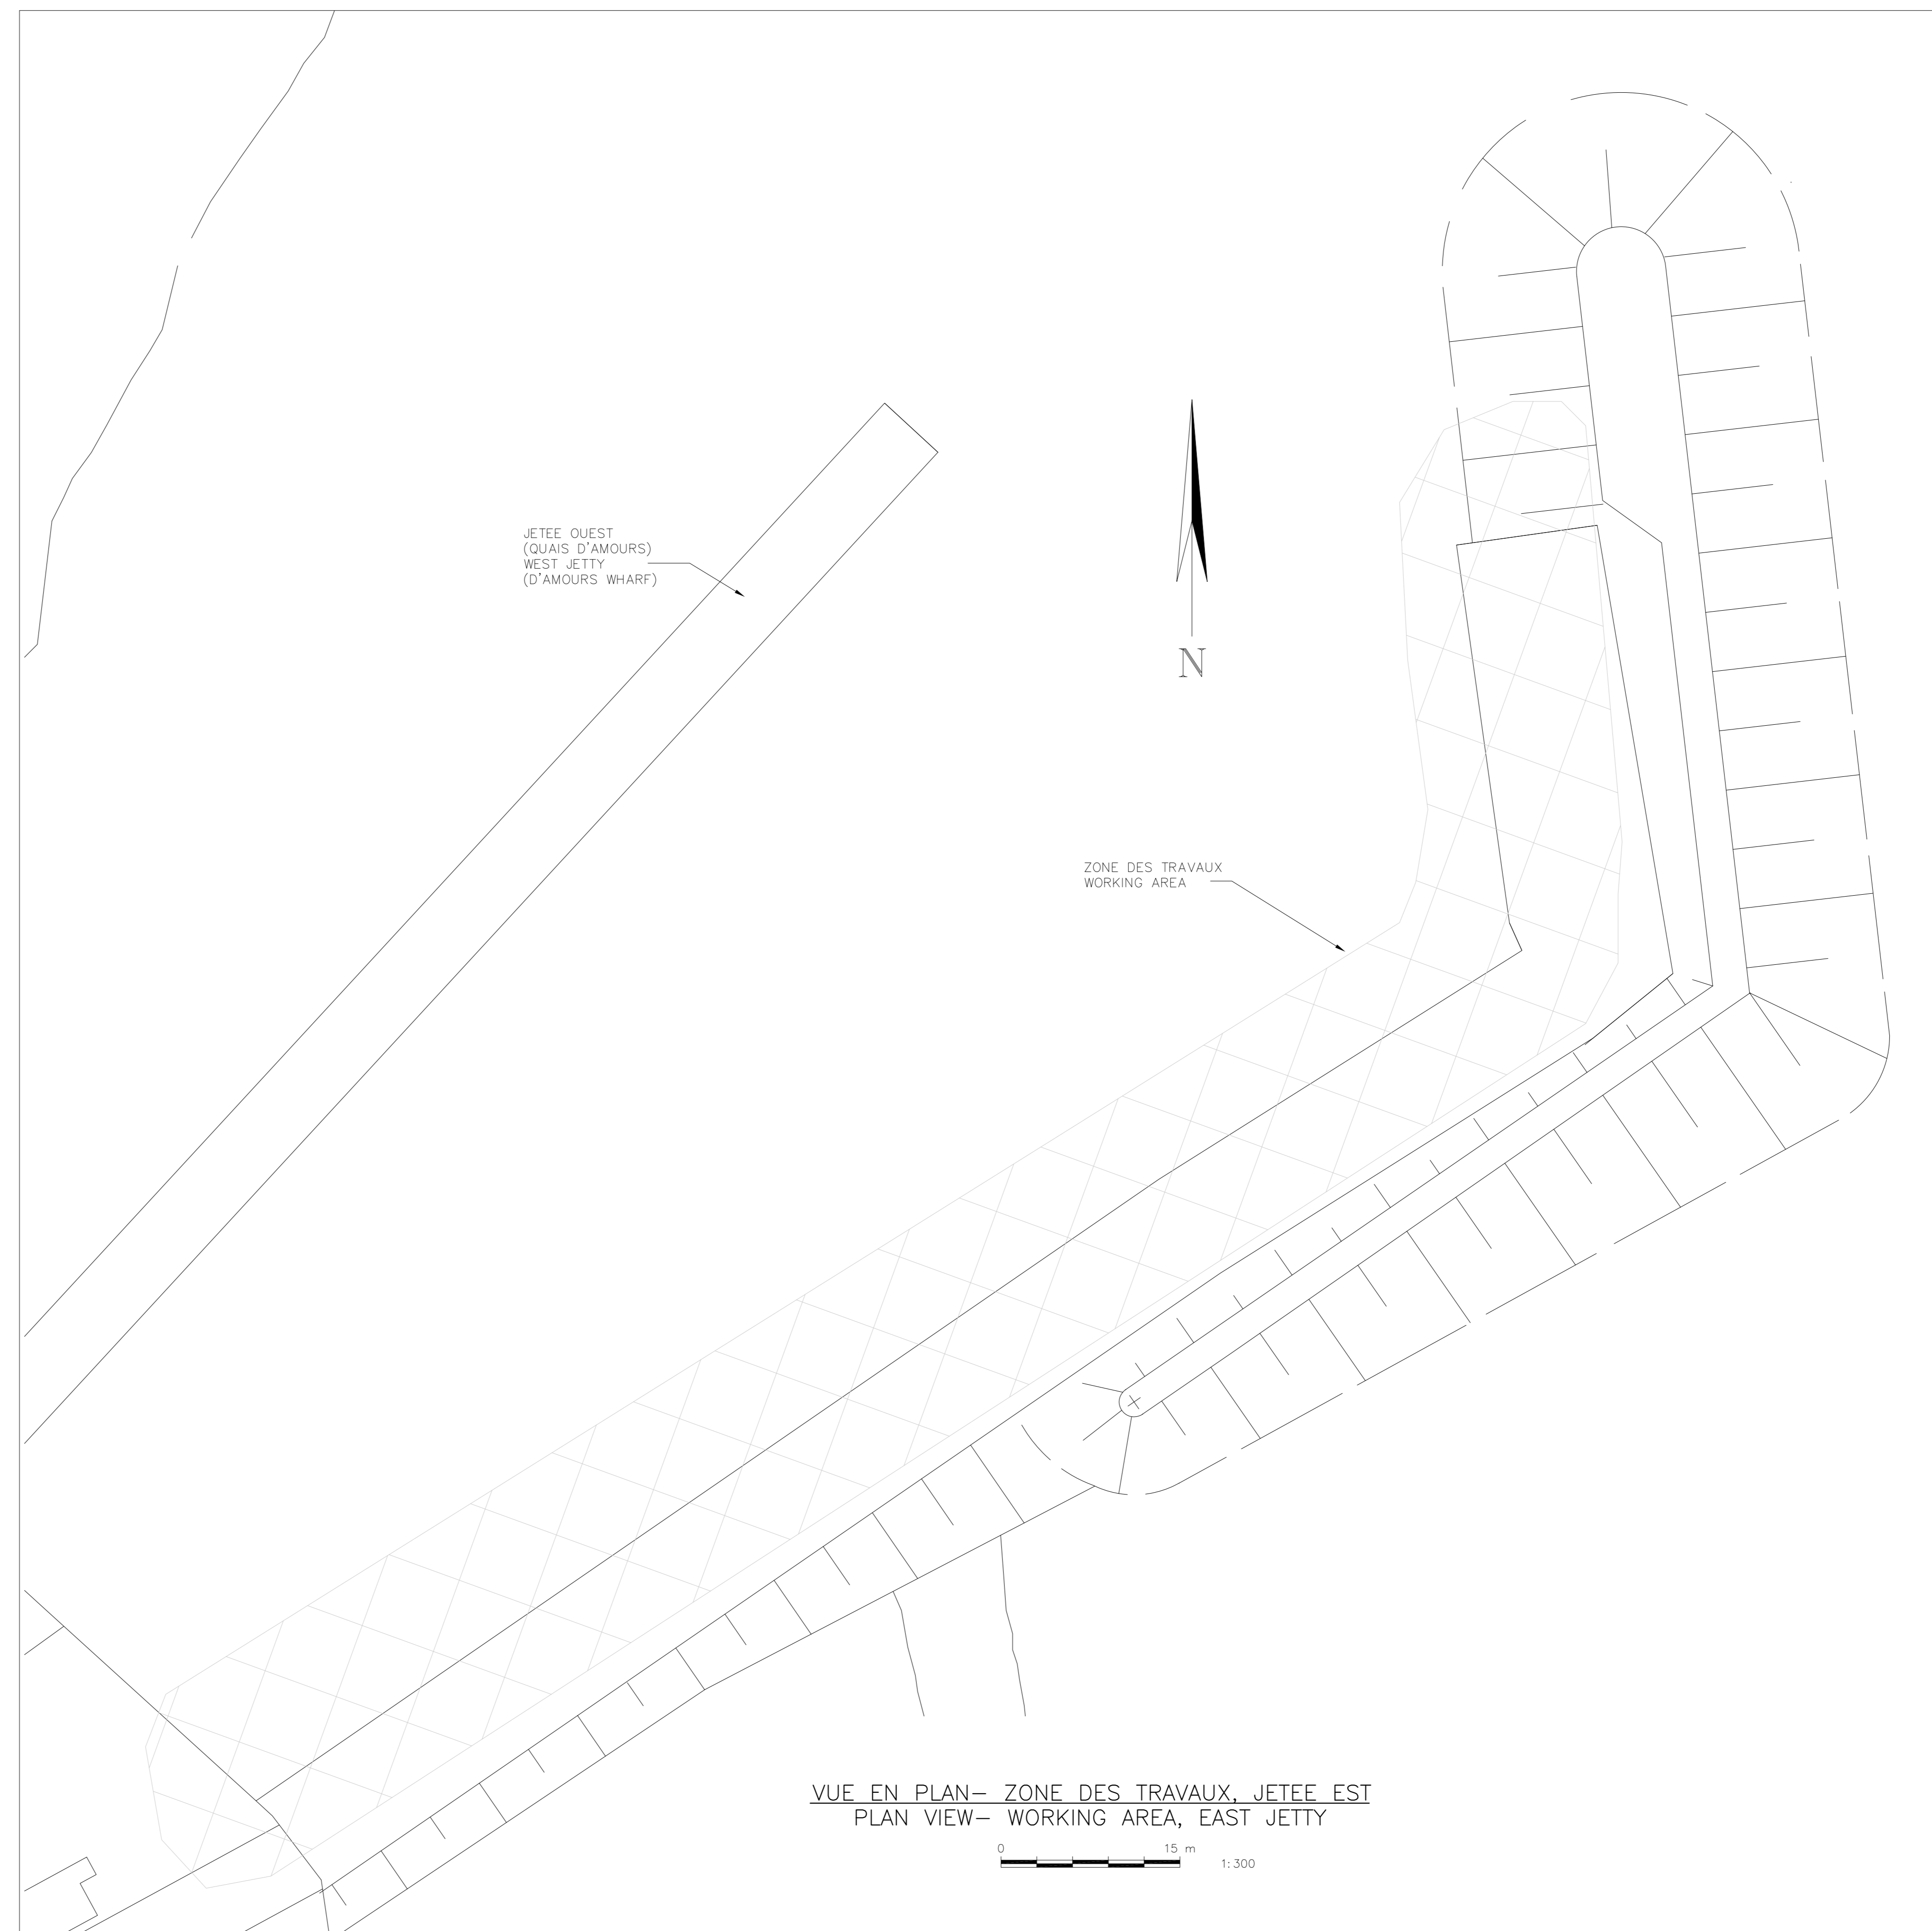 JETEE OUEST
(QUAIS D'AMOURS)
WEST JETTY
(D'AMOURS WHARF)
N
ZONE DES TRAVAUX
WORKING AREA
VUE EN PLAN- ZONE DES TRAVAUX, JETEE EST
PLAN VIEW- WORKING AREA, EAST JETTY
0 15 m
1:300